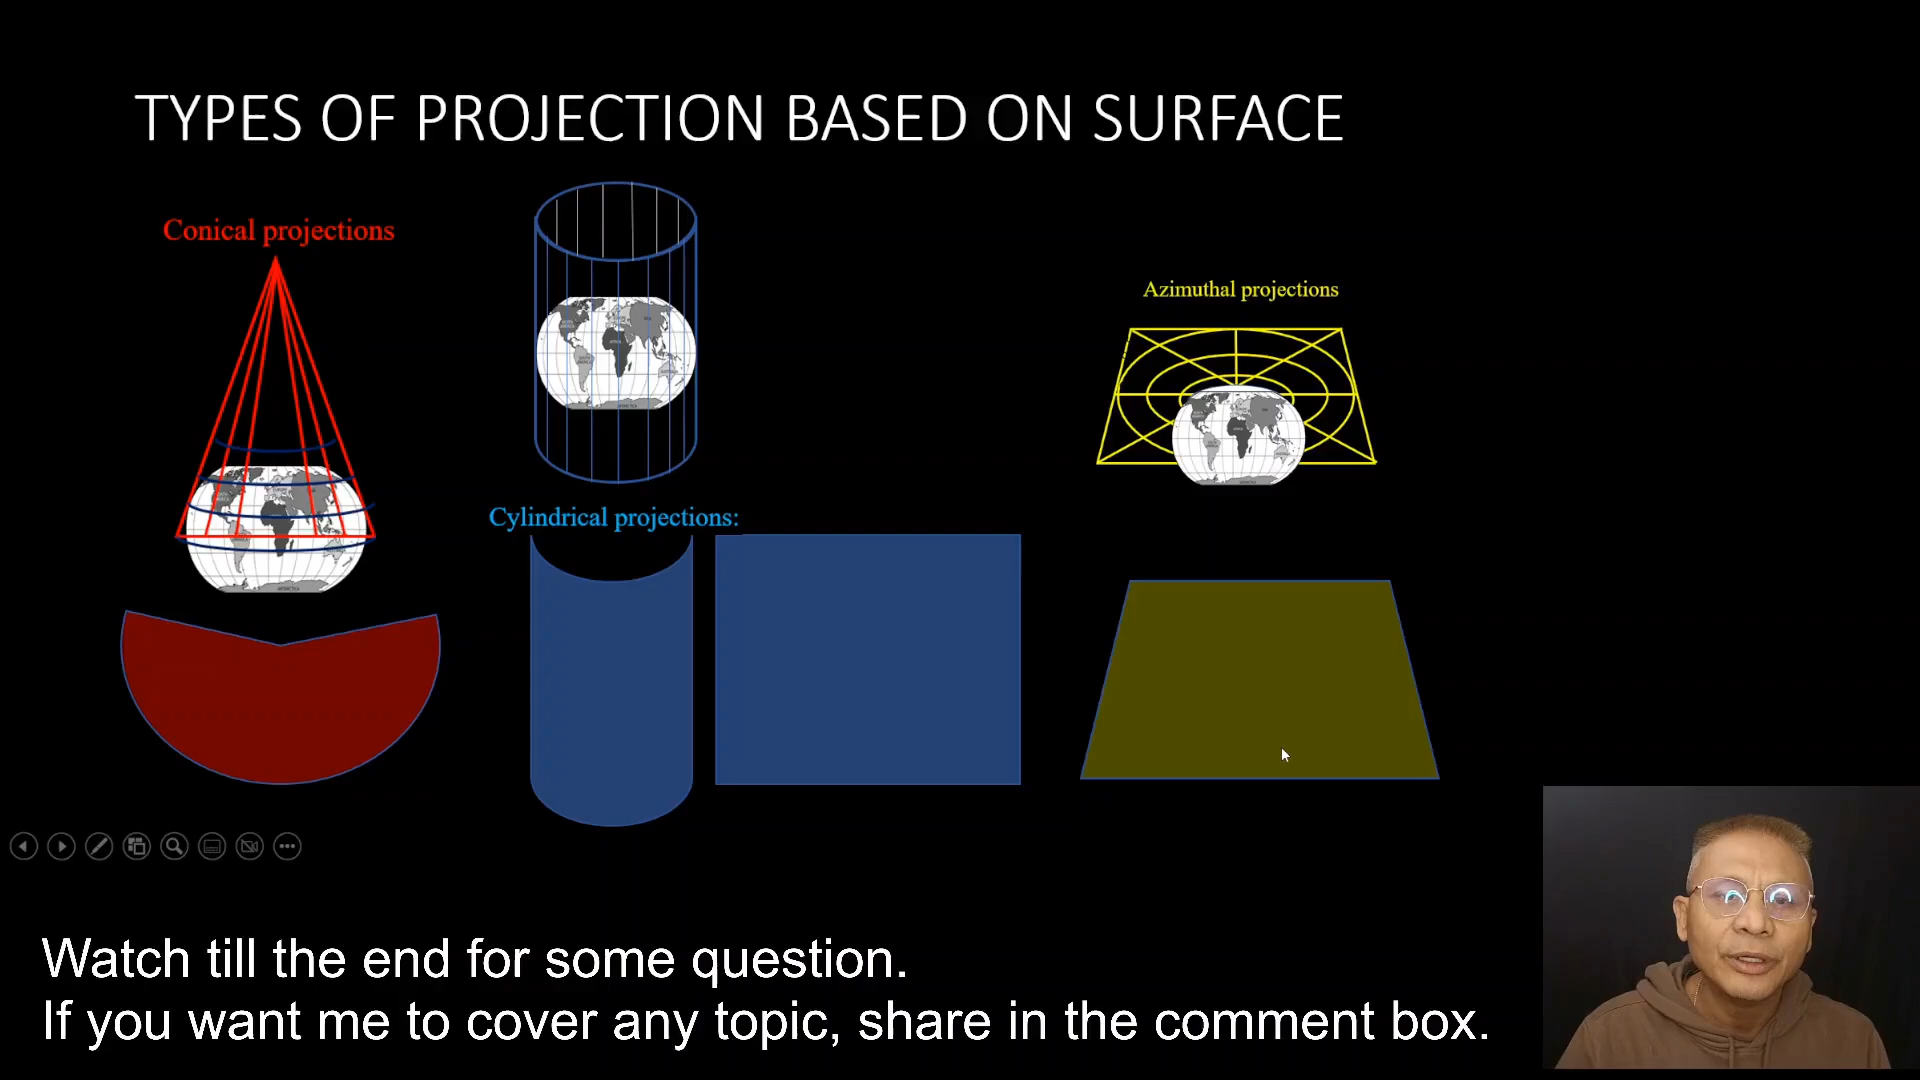 TYPES OF PROJECTION BASED ON SURFACE
Conical projections
Cylindrical projections:
Azimuthal projections
Watch till the end for some question.
If you want me to cover any topic, share in the comment box.